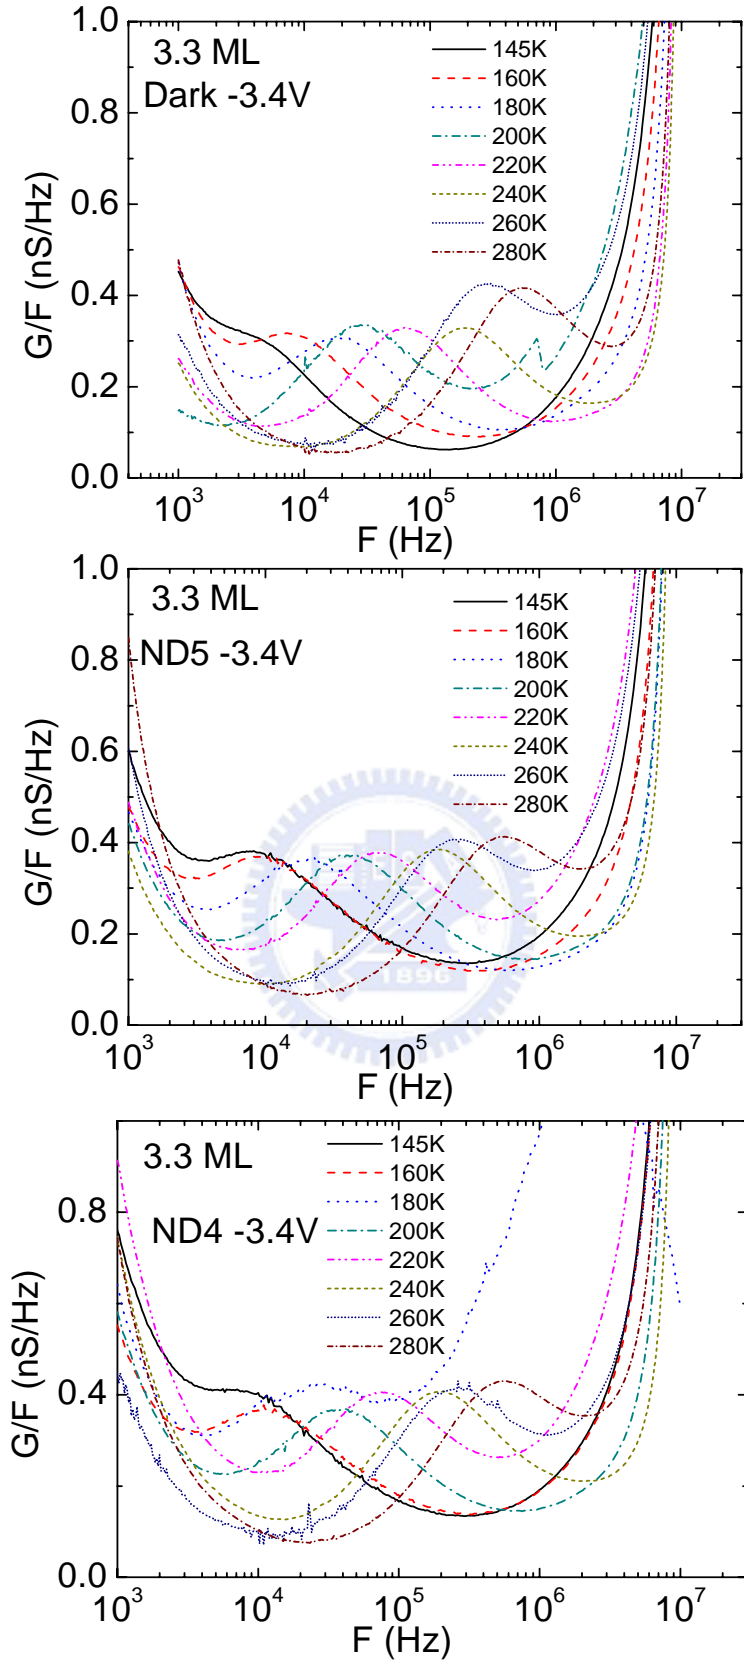 1.0
0.8
0.6
0.4
0.2
0.0
G/F (nS/Hz)
3.3 ML
Dark -3.4V
145K
160K
180K
200K
220K
240K
260K
280K
10³ 10⁴ 10⁵ 10⁶ 10⁷
F (Hz)
1.0
0.8
0.6
0.4
0.2
0.0
G/F (nS/Hz)
3.3 ML
ND5 -3.4V
145K
160K
180K
200K
220K
240K
260K
280K
1896
10³ 10⁴ 10⁵ 10⁶ 10⁷
F (Hz)
0.8
0.4
0.0
G/F (nS/Hz)
3.3 ML
ND4 -3.4V
145K
160K
180K
200K
220K
240K
260K
280K
10³ 10⁴ 10⁵ 10⁶ 10⁷
F (Hz)